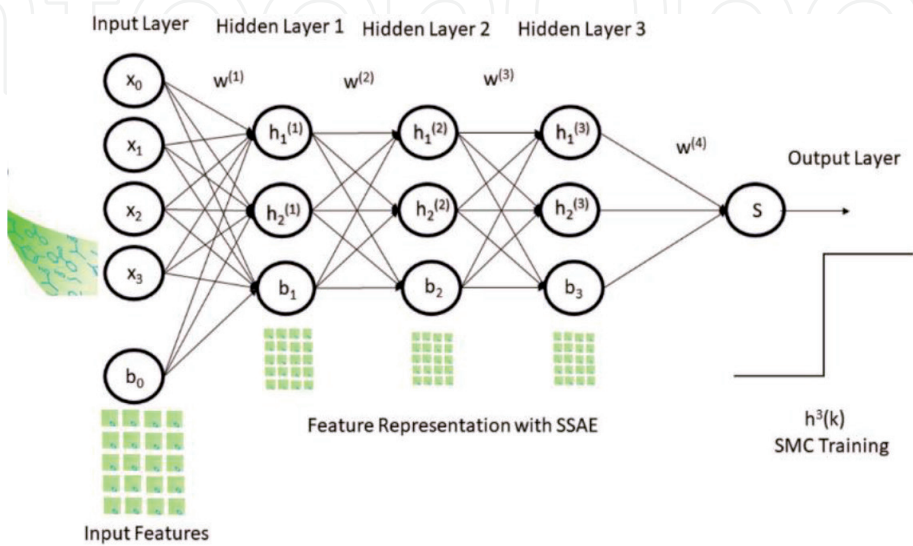 Input Layer
Hidden Layer 1
Hidden Layer 2
Hidden Layer 3
x₀
w⁽¹⁾
w⁽²⁾
w⁽³⁾
h₁⁽¹⁾
h₁⁽²⁾
h₁⁽³⁾
x₁
w⁽⁴⁾
Output Layer
x₂
h₂⁽¹⁾
h₂⁽²⁾
h₂⁽³⁾
S
x₃
b₁
b₂
b₃
b₀
Feature Representation with SSAE
h³(k)
SMC Training
Input Features